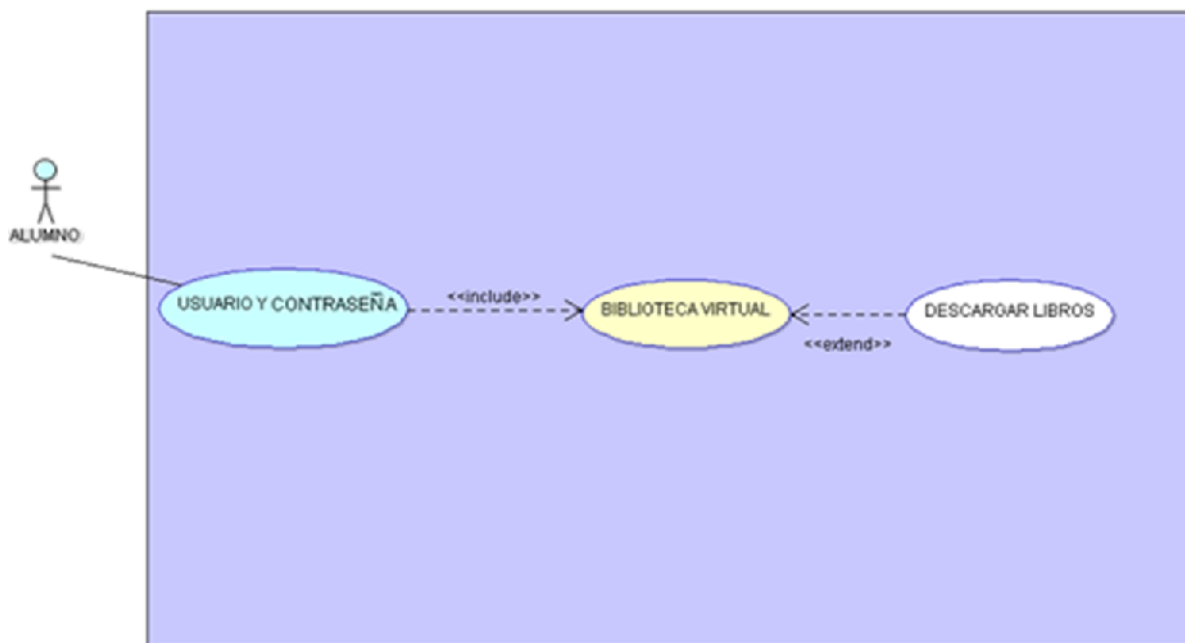 ALUMNO
USUARIO Y CONTRASEÑA
<<include>>
BIBLIOTECA VIRTUAL
<<extend>>
DESCARGAR LIBROS